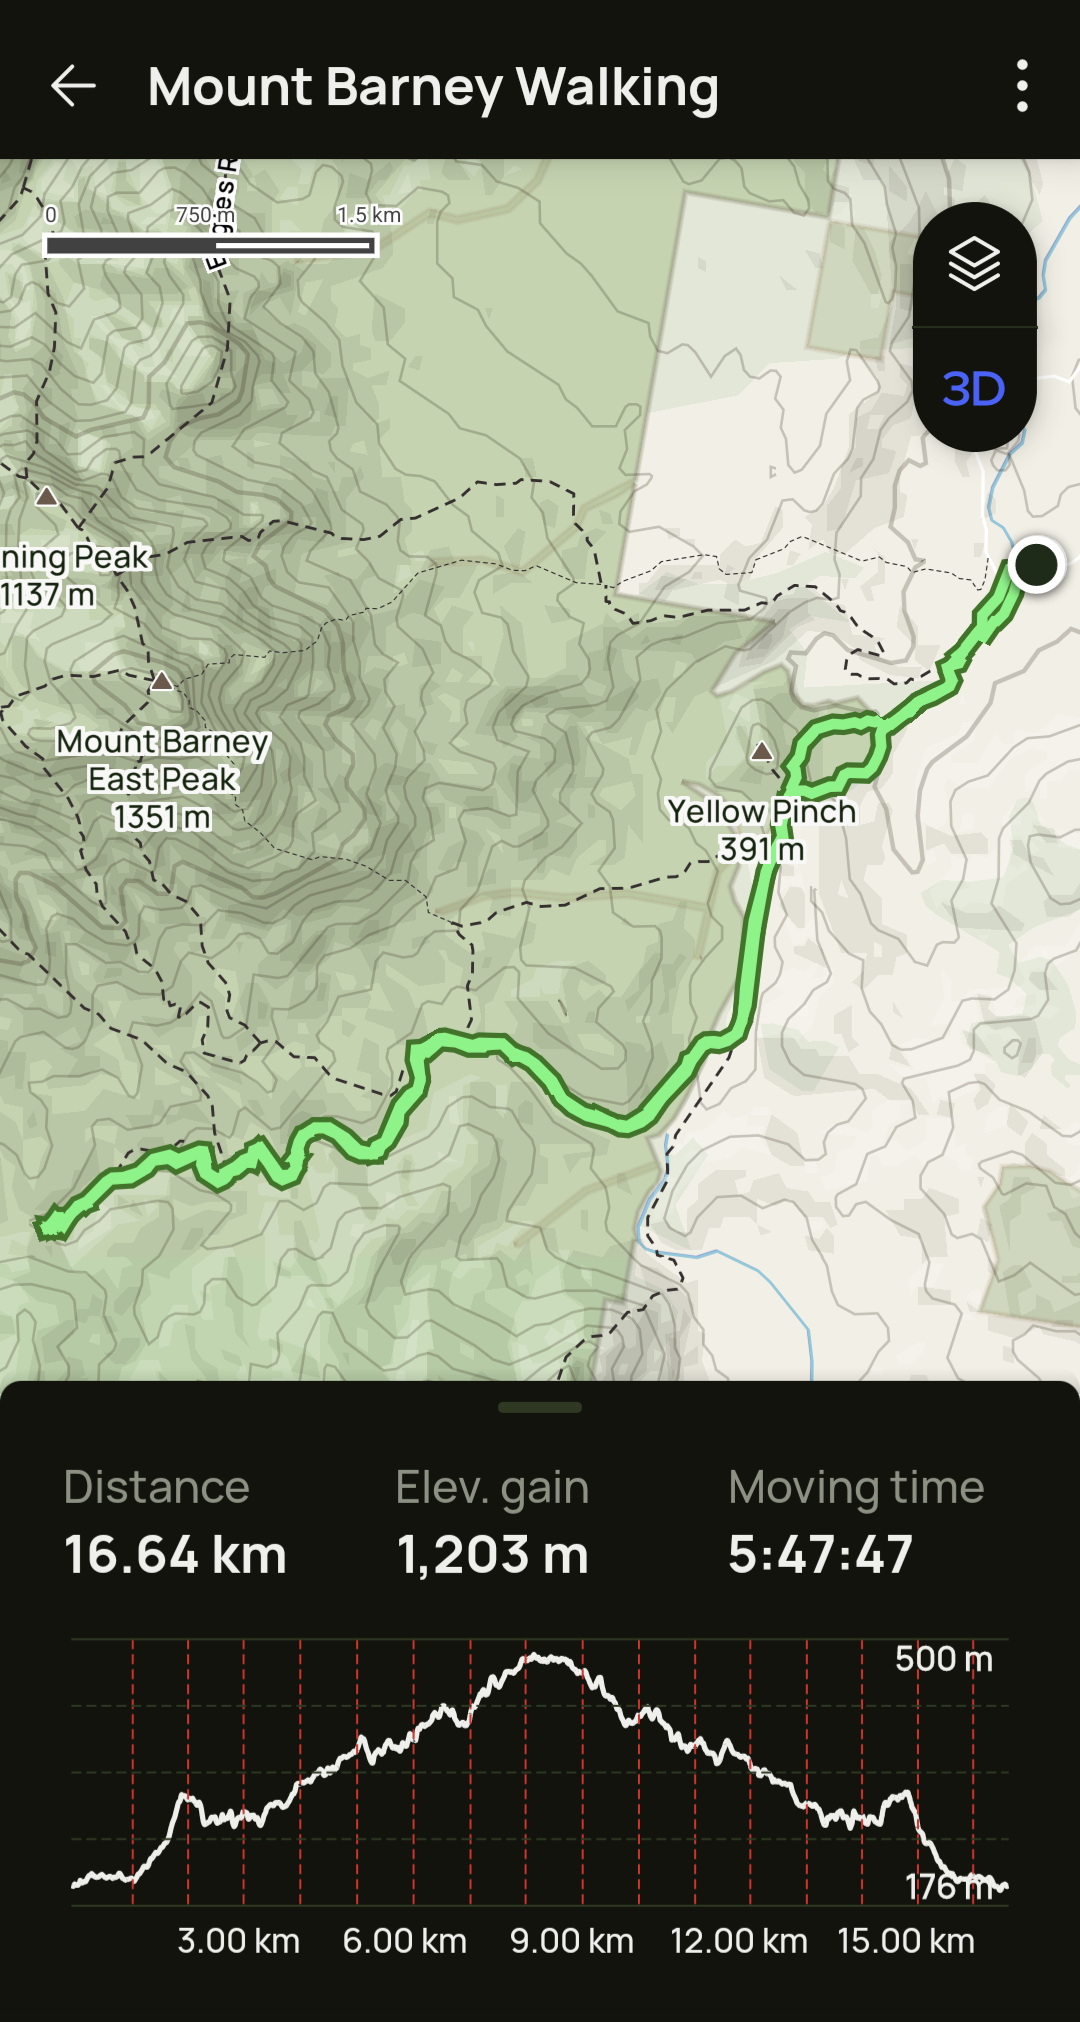 Mount Barney Walking
0 750 m 1.5 km
3D
ning Peak
1137 m
Mount Barney
East Peak
1351 m
Yellow Pinch
391 m
Distance Elev. gain Moving time
16.64 km 1,203 m 5:47:47
500 m
176 m
3.00 km 6.00 km 9.00 km 12.00 km 15.00 km